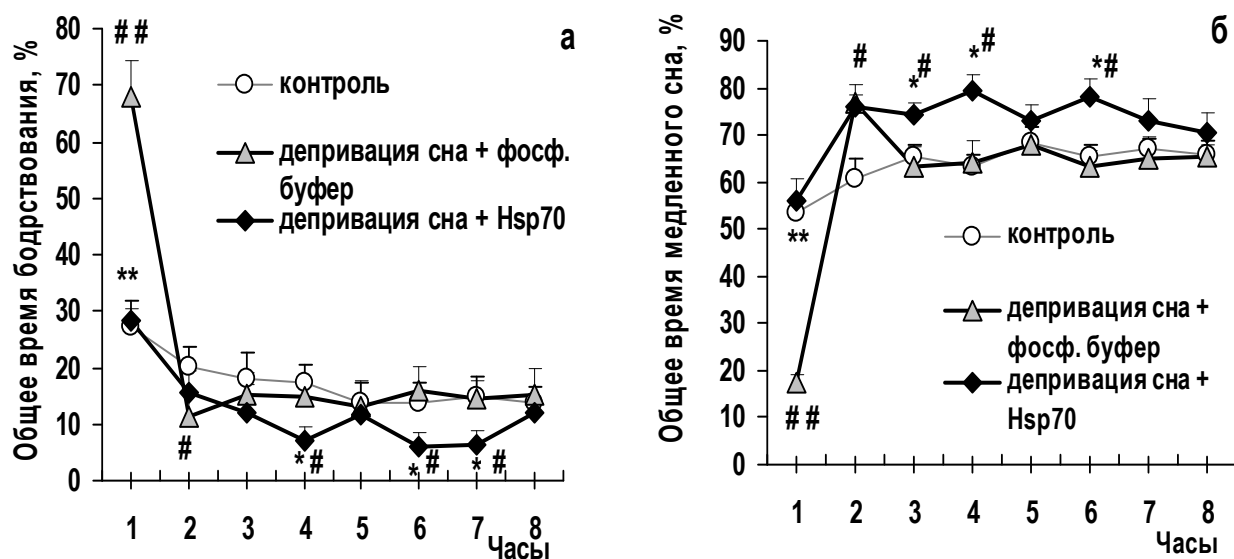 а
Общее время бодрствования, %
80
70
60
50
40
30
20
10
0
##
**
#
*#
*#
* #
контроль
депривация сна + фосф.
буфер
депривация сна + Hsp70
1 2 3 4 5 6 7 8
Часы
б
Общее время медленного сна, %
90
80
70
60
50
40
30
20
10
0
#
*#
*#
*#
**
##
контроль
депривация сна +
фосф. буфер
депривация сна +
Hsp70
1 2 3 4 5 6 7 8
Часы